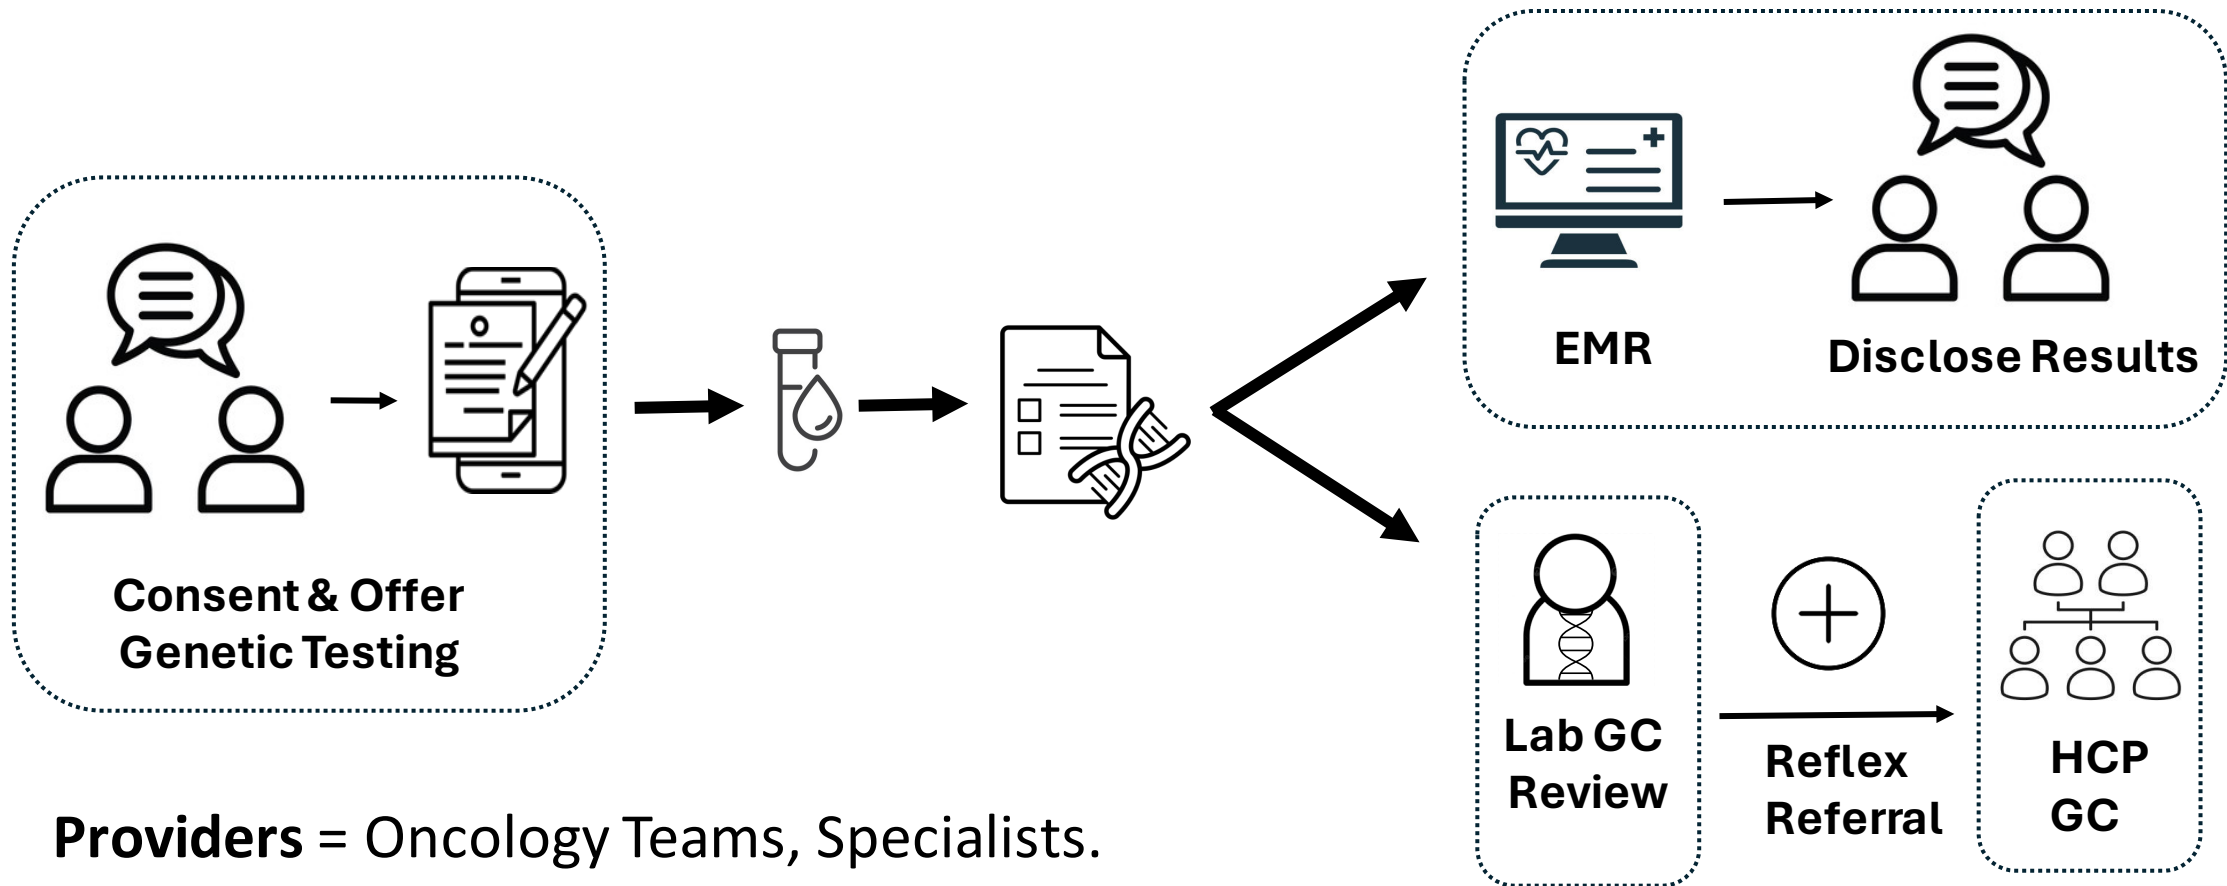 Consent & Offer
Genetic Testing
EMR
Disclose Results
Lab GC
Review
Reflex
Referral
HCP
GC
Providers = Oncology Teams, Specialists.